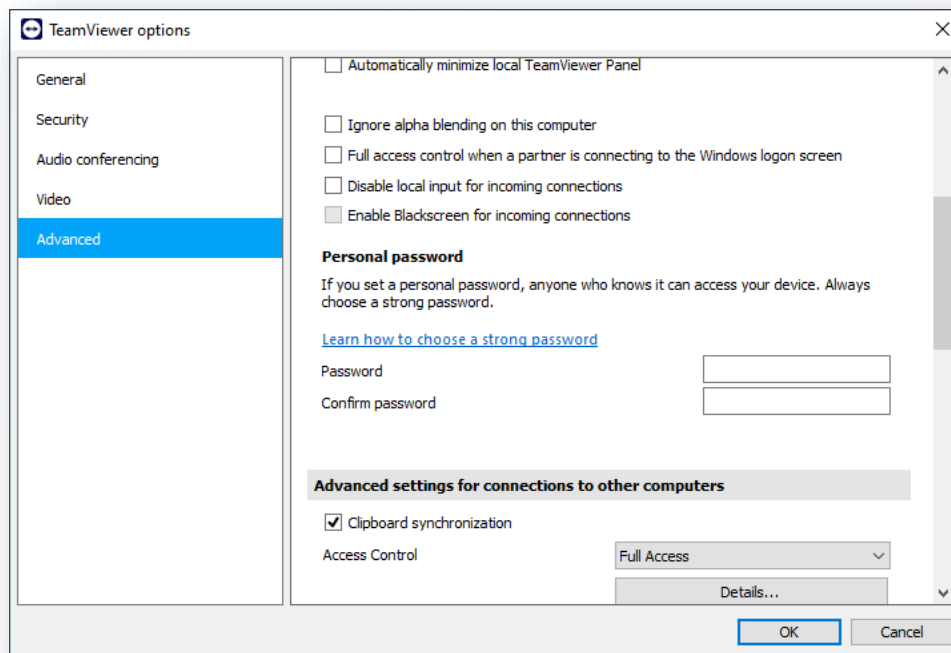 TeamViewer options
General
Security
Audio conferencing
Video
Advanced
Automatically minimize local TeamViewer Panel
Ignore alpha blending on this computer
Full access control when a partner is connecting to the Windows logon screen
Disable local input for incoming connections
Enable Blackscreen for incoming connections
Personal password
If you set a personal password, anyone who knows it can access your device. Always
choose a strong password.
Learn how to choose a strong password
Password
Confirm password
Advanced settings for connections to other computers
Clipboard synchronization
Access Control Full Access
Details...
OK Cancel